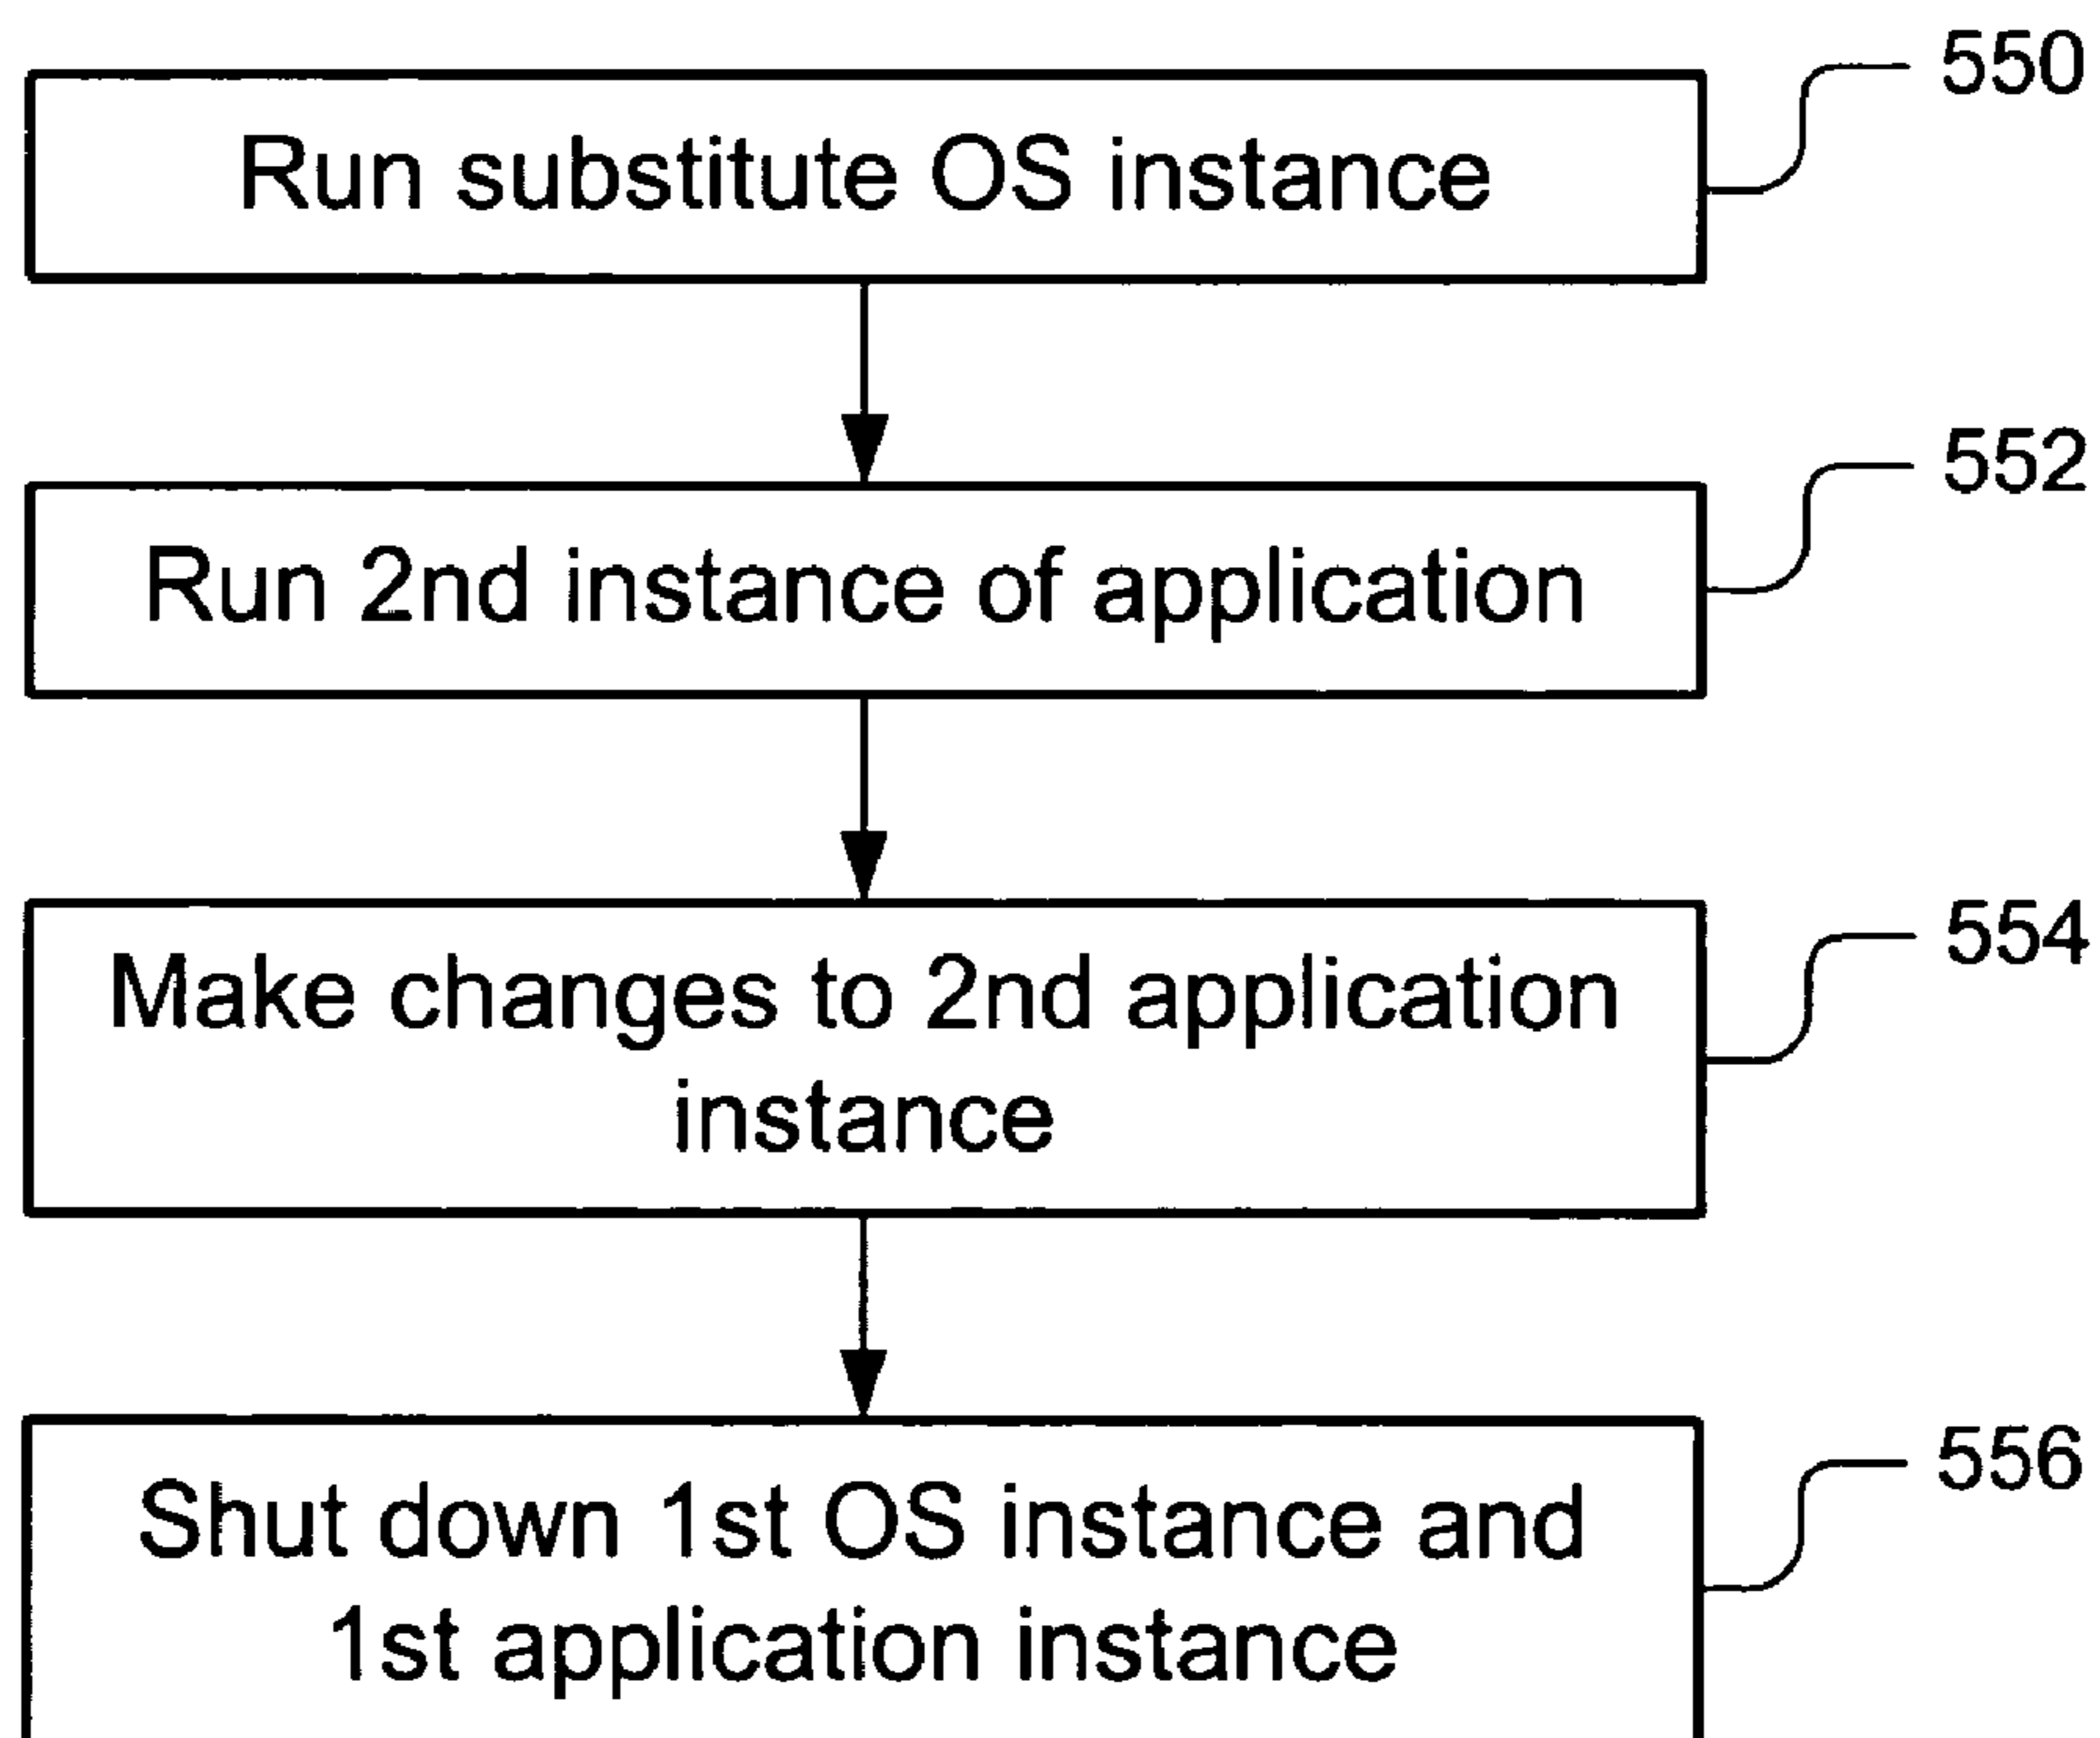 550
Run substitute OS instance
552
Run 2nd instance of application
554
Make changes to 2nd application
instance
556
Shut down 1st OS instance and
1st application instance